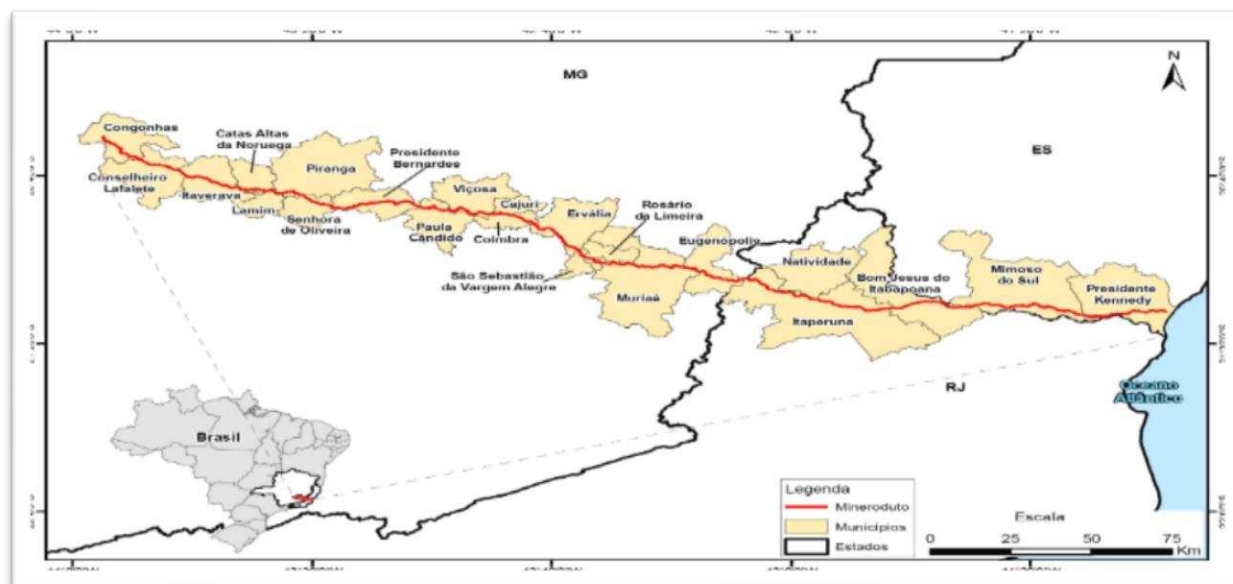 N
MG
ES
Congonhas
Catas Altas
da Noruega
Piranga
Presidente
Bernardes
Conselheiro
Lafaiete
Itaverava
Lamim
Senhora
de Oliveira
Viçosa
Cajuri
Paula
Cândido
Coimbra
Ervália
Rosário
da Limeira
Eugenópolis
São Sebastião
da Vargem Alegre
Muriaé
Natividade
Bom Jesus do
Itabapoana
Itaperuna
Mimoso
do Sul
Presidente
Kennedy
Oceano
Atlântico
RJ
Brasil
Legenda
Mineroduto
Municípios
Estados
Escala
0 25 50 75
Km